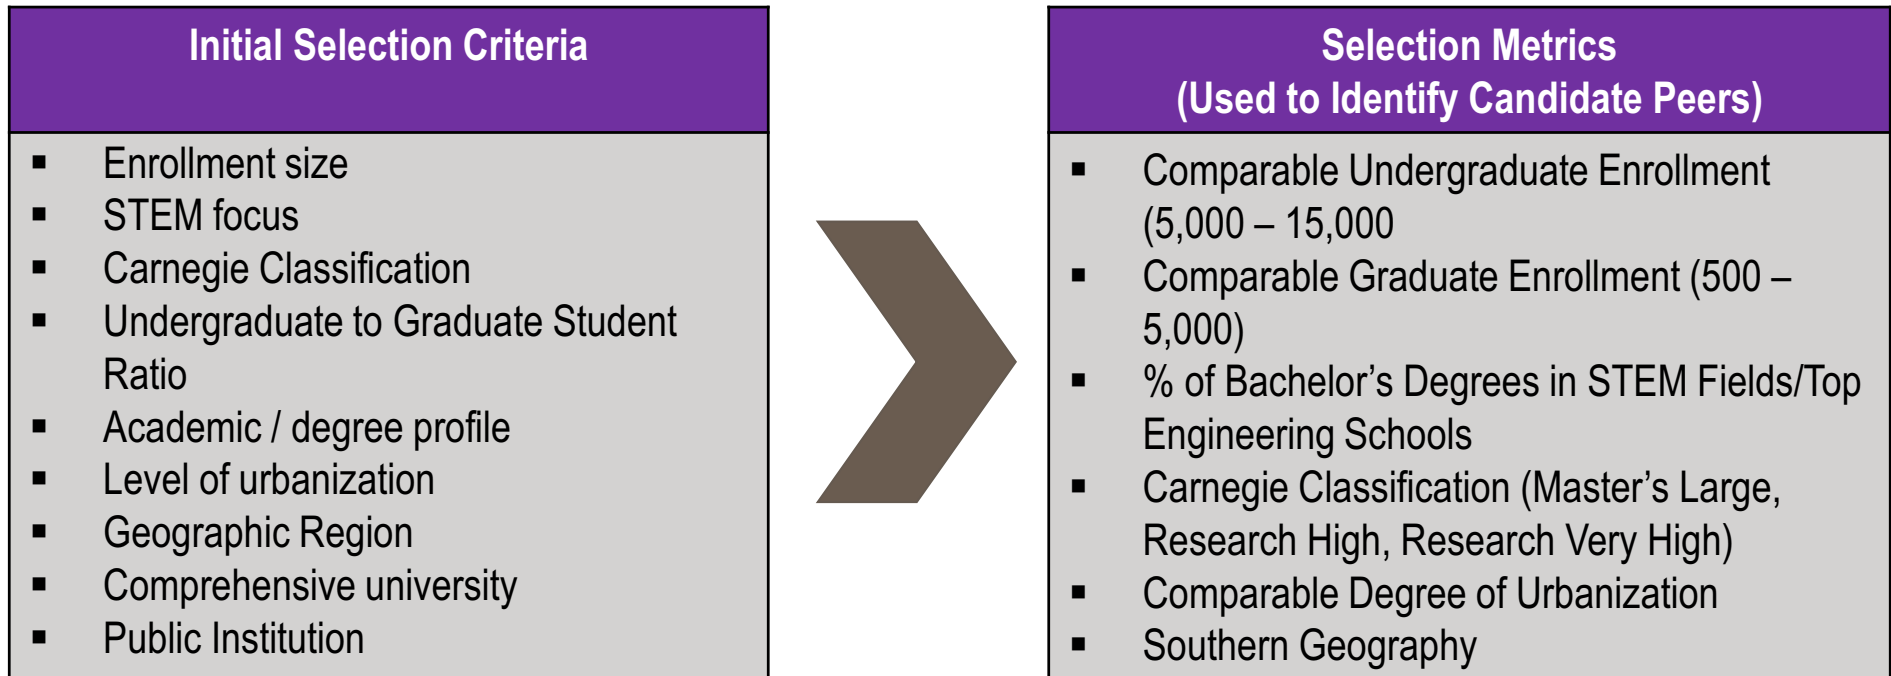 Initial Selection Criteria
▪ Enrollment size
▪ STEM focus
▪ Carnegie Classification
▪ Undergraduate to Graduate Student
Ratio
▪ Academic / degree profile
▪ Level of urbanization
▪ Geographic Region
▪ Comprehensive university
▪ Public Institution
Selection Metrics
(Used to Identify Candidate Peers)
▪ Comparable Undergraduate Enrollment
(5,000 – 15,000
▪ Comparable Graduate Enrollment (500 –
5,000)
▪ % of Bachelor’s Degrees in STEM Fields/Top
Engineering Schools
▪ Carnegie Classification (Master’s Large,
Research High, Research Very High)
▪ Comparable Degree of Urbanization
▪ Southern Geography